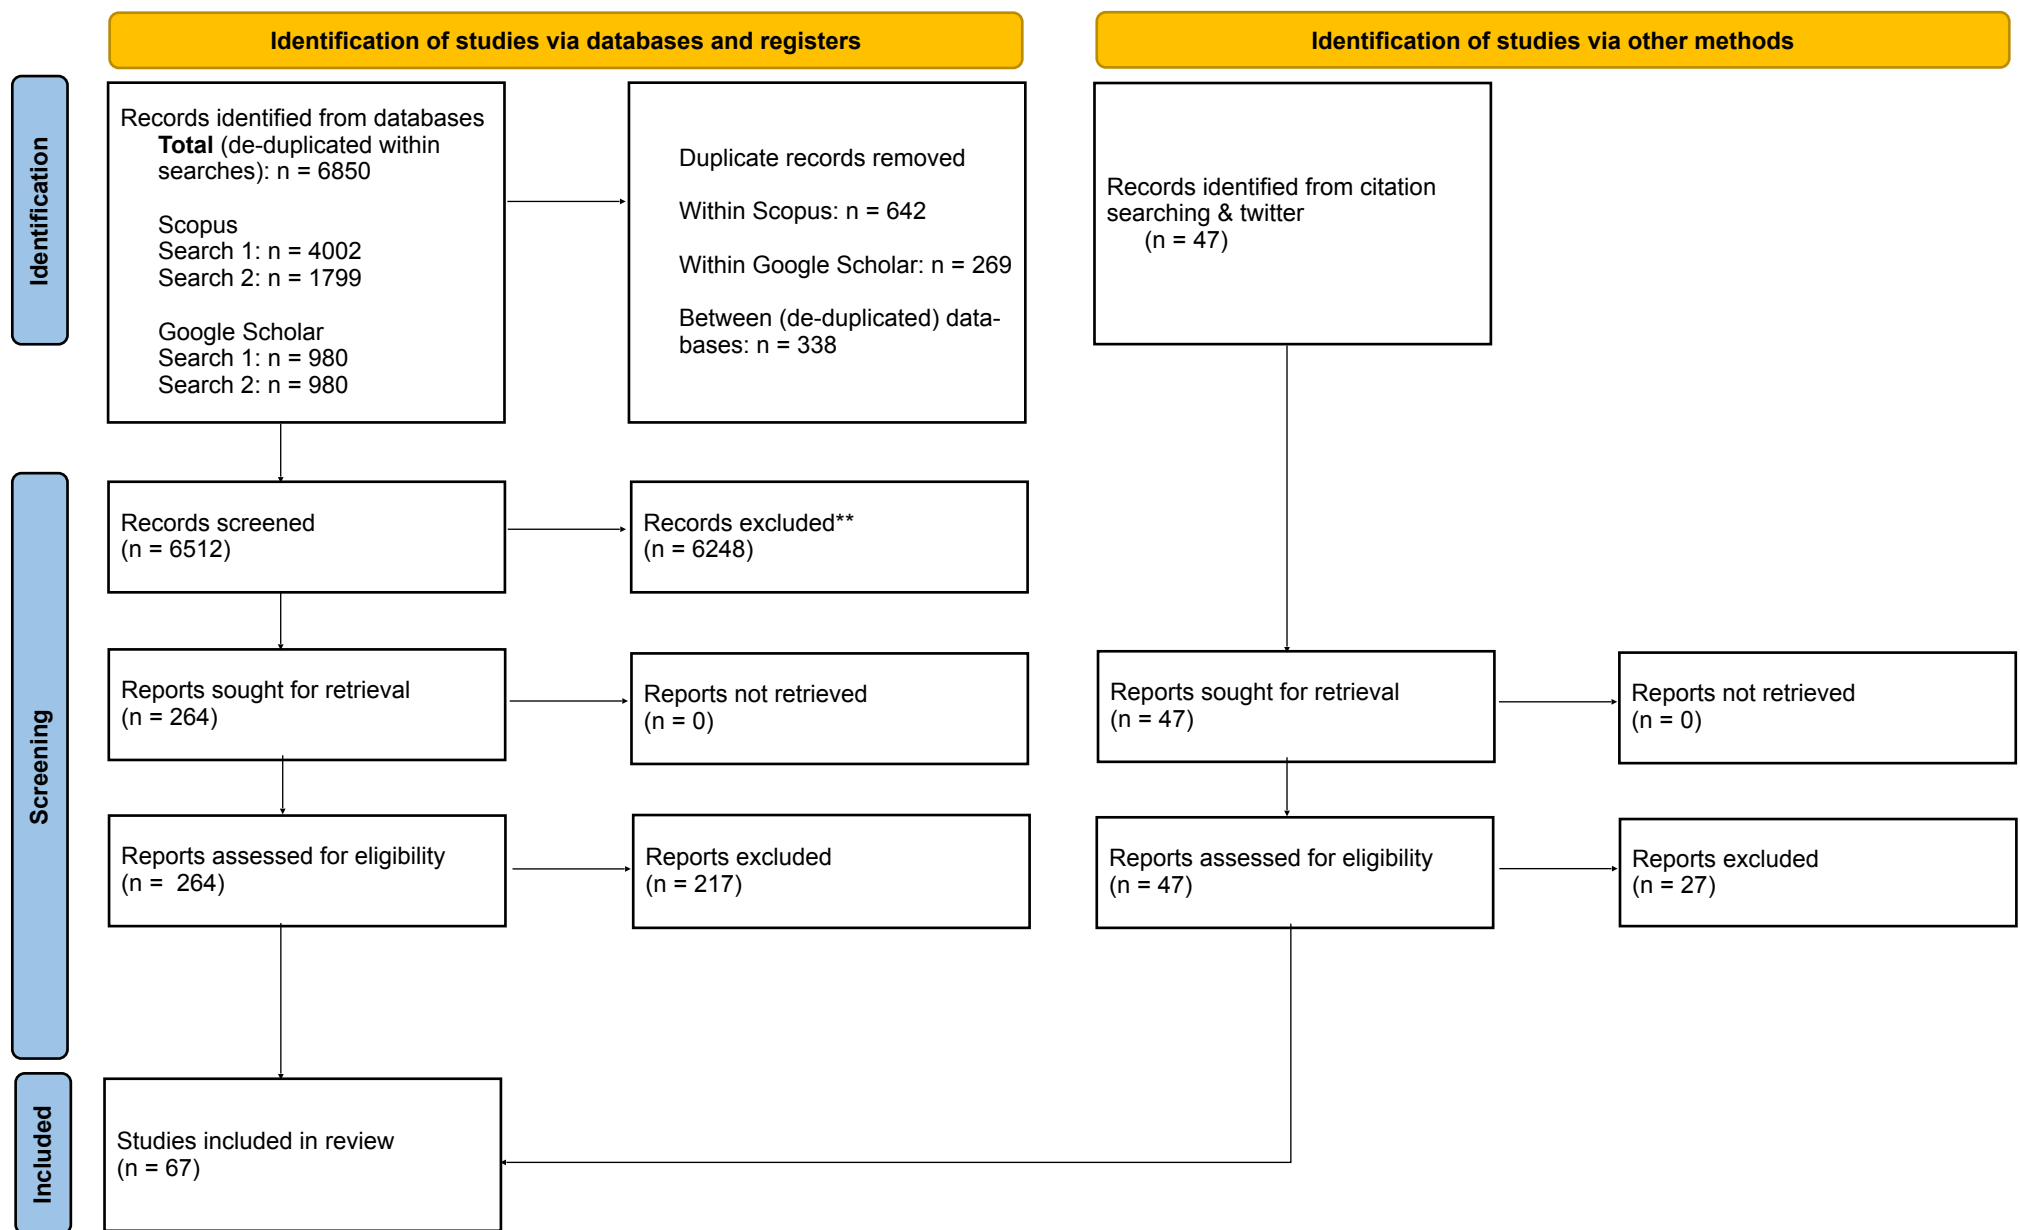 Identification of studies via databases and registers
Identification of studies via other methods
Identification
Records identified from databases
Total (de-duplicated within
searches): n = 6850
Scopus
Search 1: n = 4002
Search 2: n = 1799
Google Scholar
Search 1: n = 980
Search 2: n = 980
Duplicate records removed
Within Scopus: n = 642
Within Google Scholar: n = 269
Between (de-duplicated) data-
bases: n = 338
Records identified from citation
searching & twitter
(n = 47)
Screening
Records screened
(n = 6512)
Records excluded**
(n = 6248)
Reports sought for retrieval
(n = 264)
Reports not retrieved
(n = 0)
Reports sought for retrieval
(n = 47)
Reports not retrieved
(n = 0)
Reports assessed for eligibility
(n =  264)
Reports excluded
(n = 217)
Reports assessed for eligibility
(n = 47)
Reports excluded
(n = 27)
Included
Studies included in review
(n = 67)